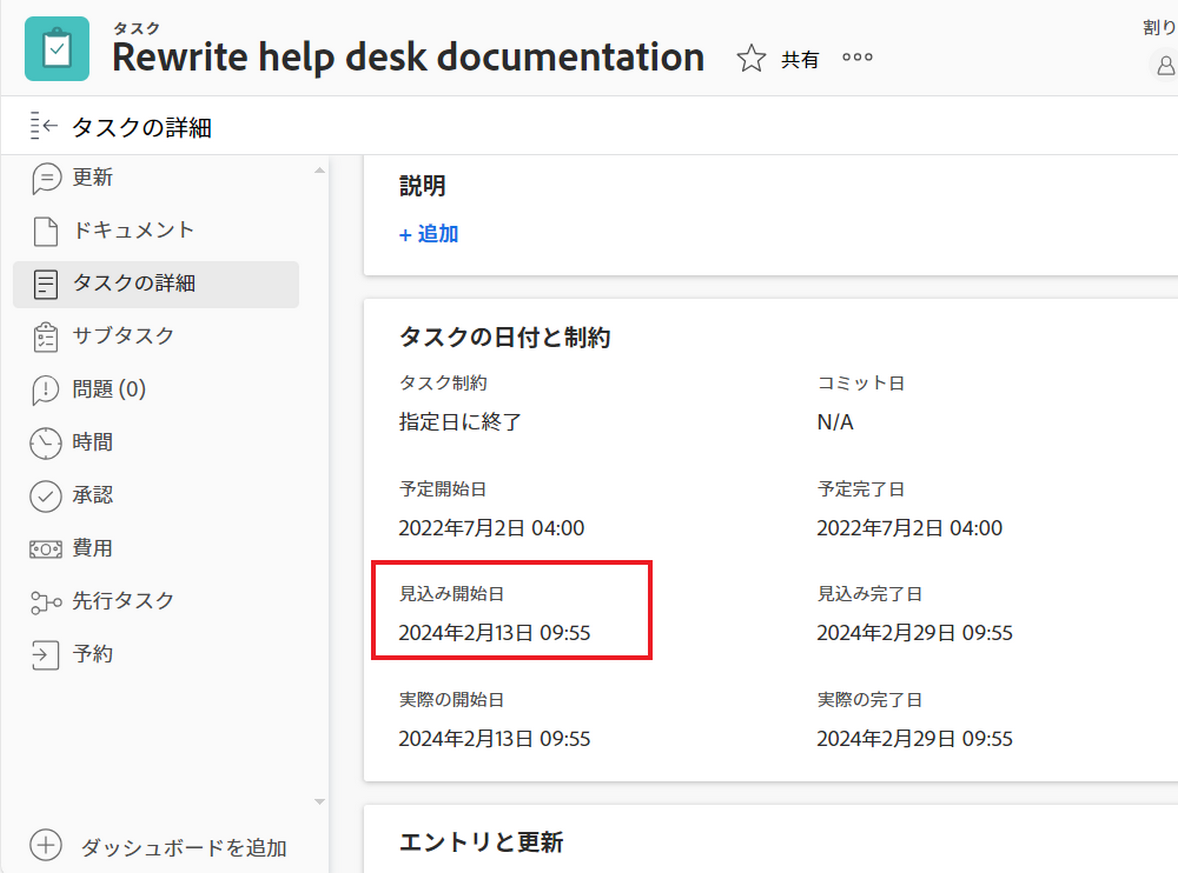 タスク
Rewrite help desk documentation
共有
割り
タスクの詳細
更新
ドキュメント
タスクの詳細
サブタスク
問題 (0)
時間
承認
費用
先行タスク
予約
ダッシュボードを追加
説明
+ 追加
タスクの日付と制約
タスク制約
コミット日
指定日に終了
N/A
予定開始日
予定完了日
2022年7月2日 04:00
2022年7月2日 04:00
見込み開始日
見込み完了日
2024年2月13日 09:55
2024年2月29日 09:55
実際の開始日
実際の完了日
2024年2月13日 09:55
2024年2月29日 09:55
エントリと更新